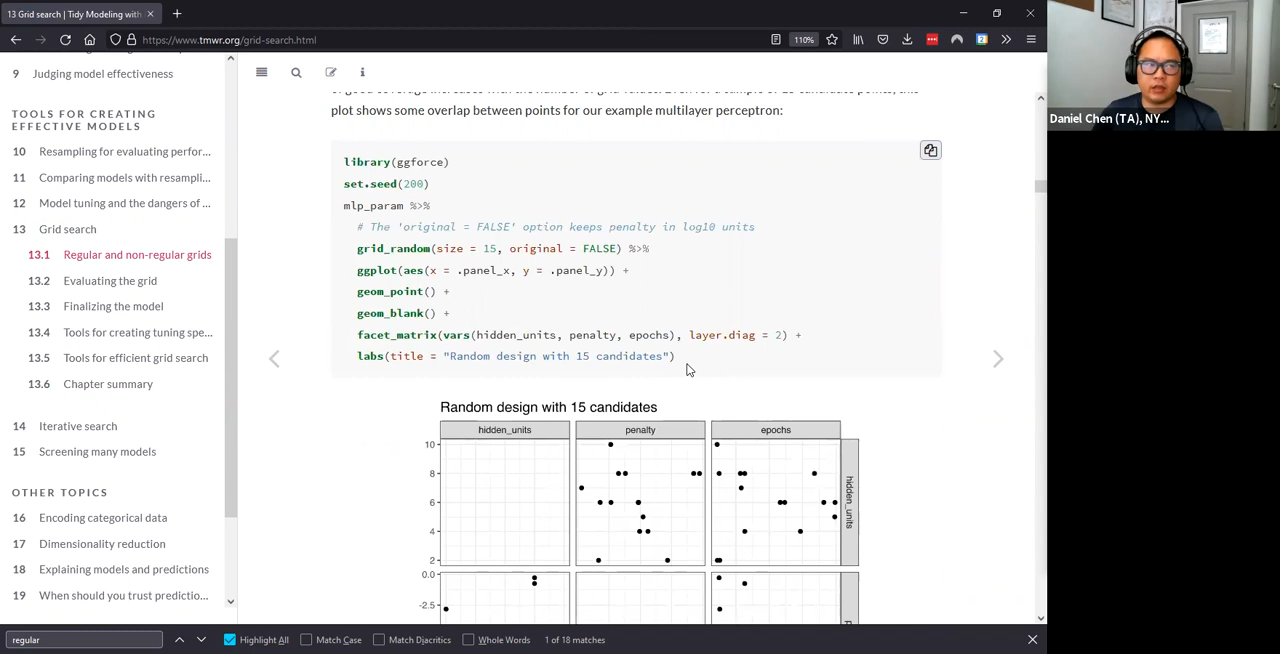 13 Grid search | Tidy Modeling with
https://www.tmwr.org/grid-search.html
110%
9 Judging model effectiveness
TOOLS FOR CREATING
EFFECTIVE MODELS
10 Resampling for evaluating perfor...
11 Comparing models with resampli...
12 Model tuning and the dangers of ...
13 Grid search
13.1 Regular and non-regular grids
13.2 Evaluating the grid
13.3 Finalizing the model
13.4 Tools for creating tuning spe...
13.5 Tools for efficient grid search
13.6 Chapter summary
14 Iterative search
15 Screening many models
OTHER TOPICS
16 Encoding categorical data
17 Dimensionality reduction
18 Explaining models and predictions
19 When should you trust predictio...
plot shows some overlap between points for our example multilayer perceptron:
library(ggforce)
set.seed(200)
mlp_param %>%
# The 'original = FALSE' option keeps penalty in log10 units
grid_random(size = 15, original = FALSE) %>%
ggplot(aes(x = .panel_x, y = .panel_y)) +
geom_point() +
geom_blank() +
facet_matrix(vars(hidden_units, penalty, epochs), layer.diag = 2) +
labs(title = "Random design with 15 candidates")
Random design with 15 candidates
hidden_units penalty epochs
10
8
6
4
2
hidden_units
0.0
-2.5
regular
Highlight All
Match Case
Match Diacritics
Whole Words
1 of 18 matches
Daniel Chen (TA), NY...